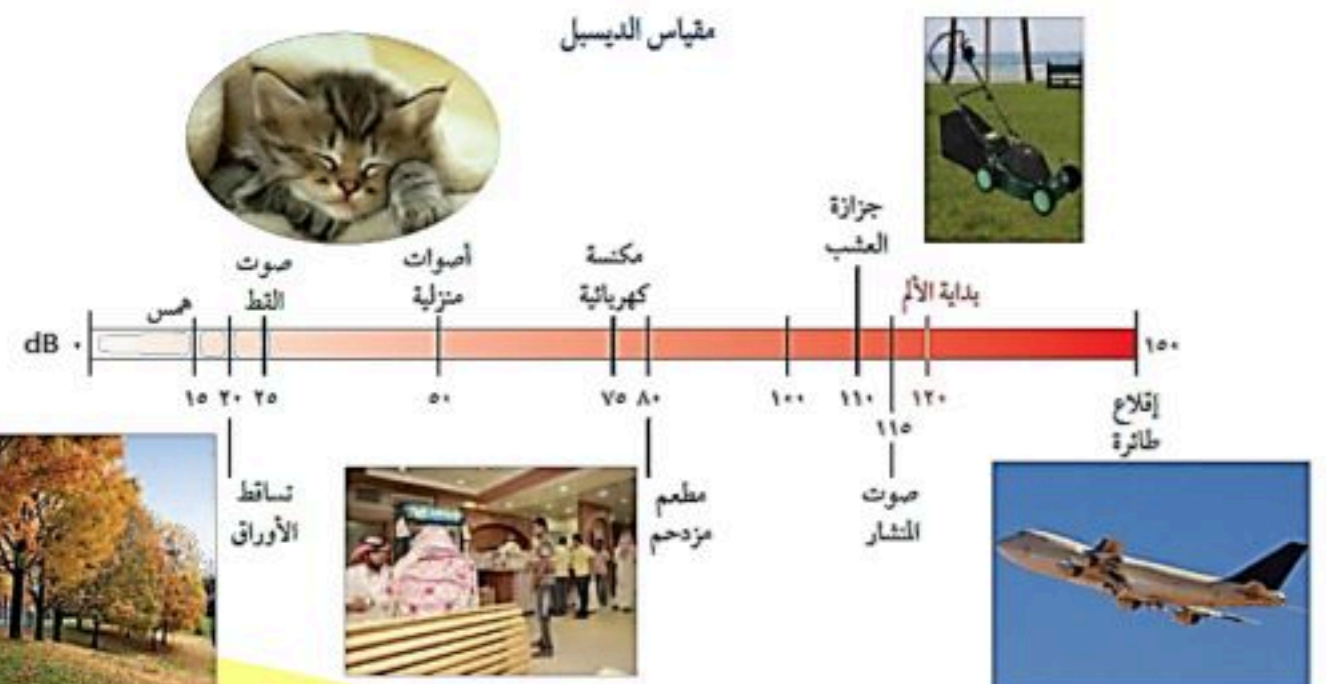 مقياس الديسبل
جزازة
العشب
صوت
القط
أصوات
منزلية
مكنسة
كهربائية
همس
بداية الألم
dB ٠
١٥٠
١٥ ٢٠ ٢٥ ٥٠ ٧٥ ٨٠ ١٠٠ ١١٠ ١٢٠
١١٥
إقلاع
طائرة
تساقط
الأوراق
مطعم
مزدحم
صوت
المنشار